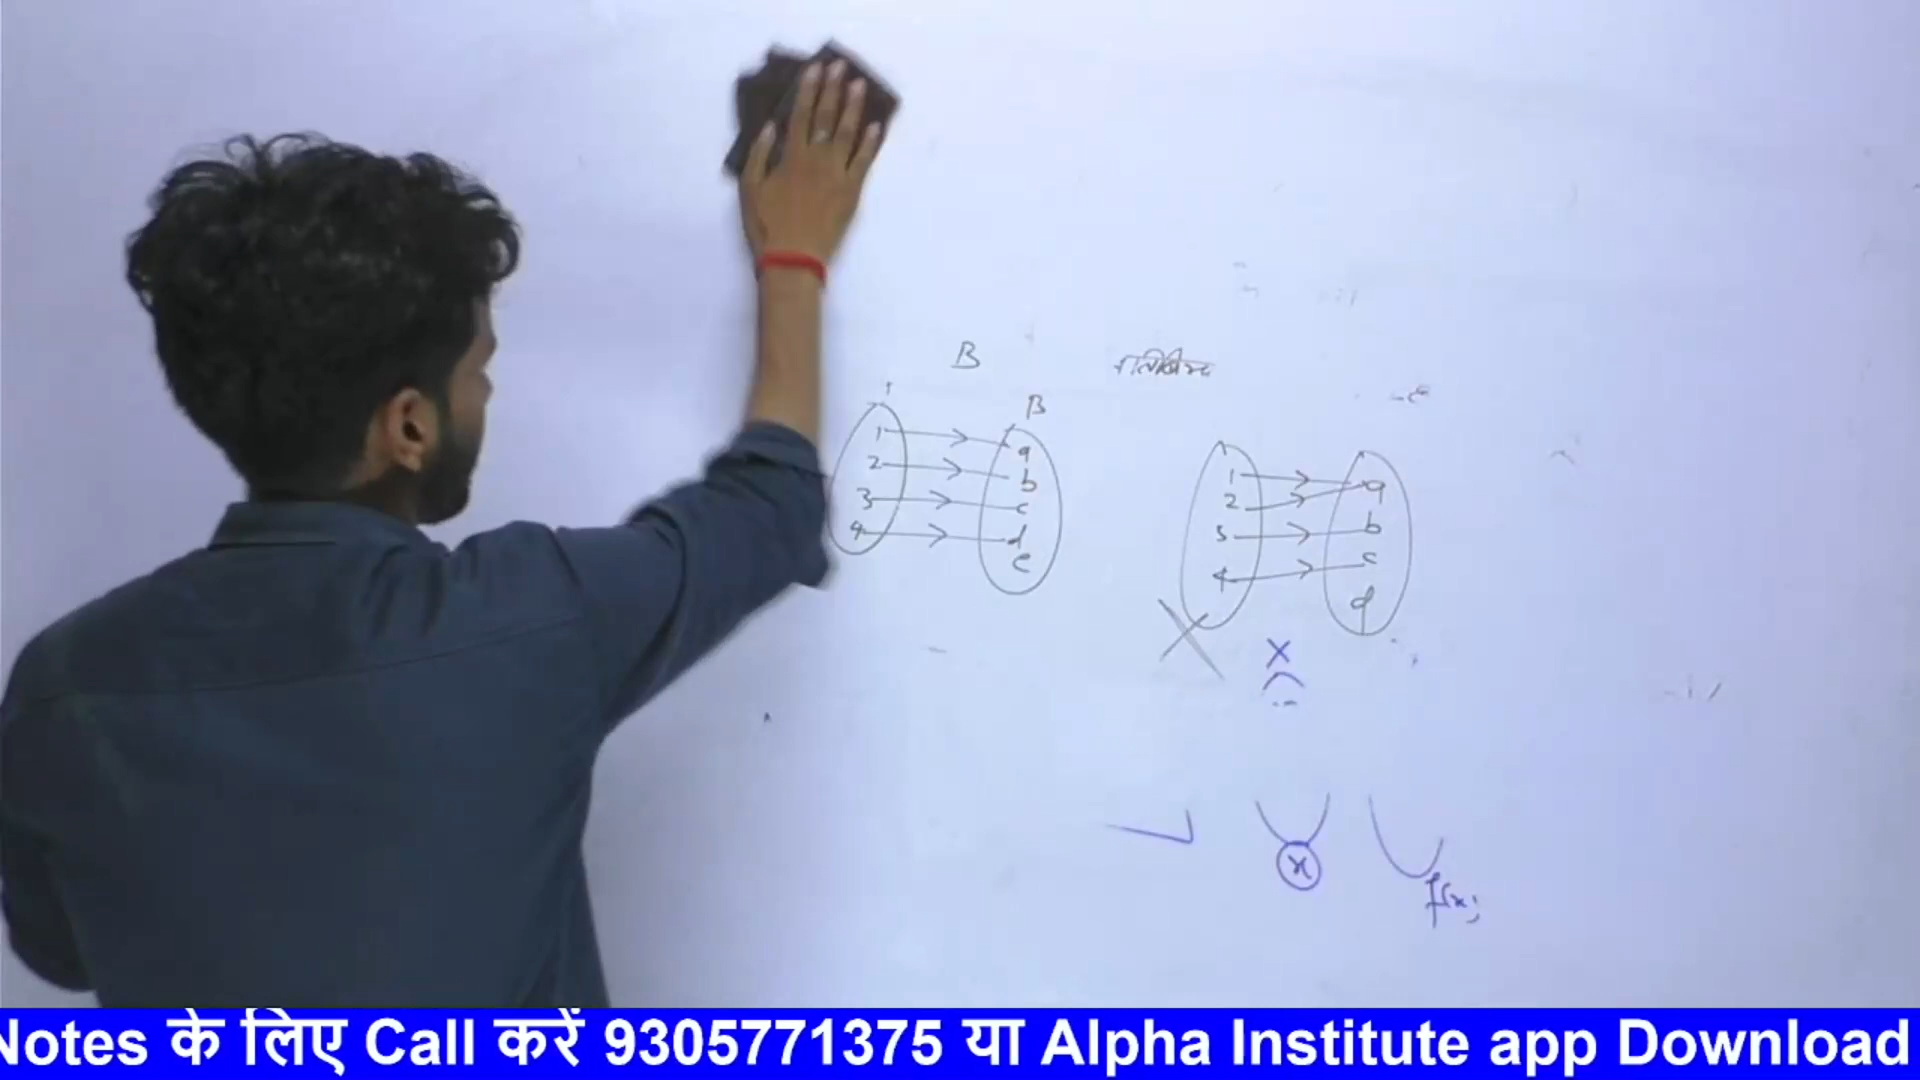 B
B
1 a
2 b
3 c
4 d
e
1 a
2 b
3 c
4 d
x
x f(x)
Notes के लिए Call करें 9305771375 या Alpha Institute app Download